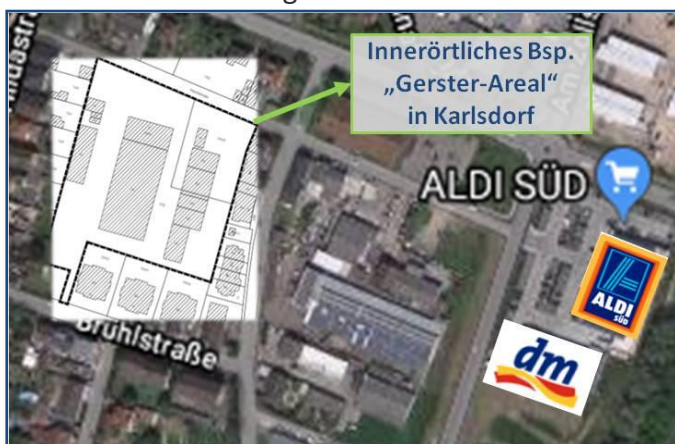 Innerörtliches Bsp.
„Gerster-Areal“
in Karlsdorf
ALDI SÜD
ALDI
SÜD
dm
Brühlstraße